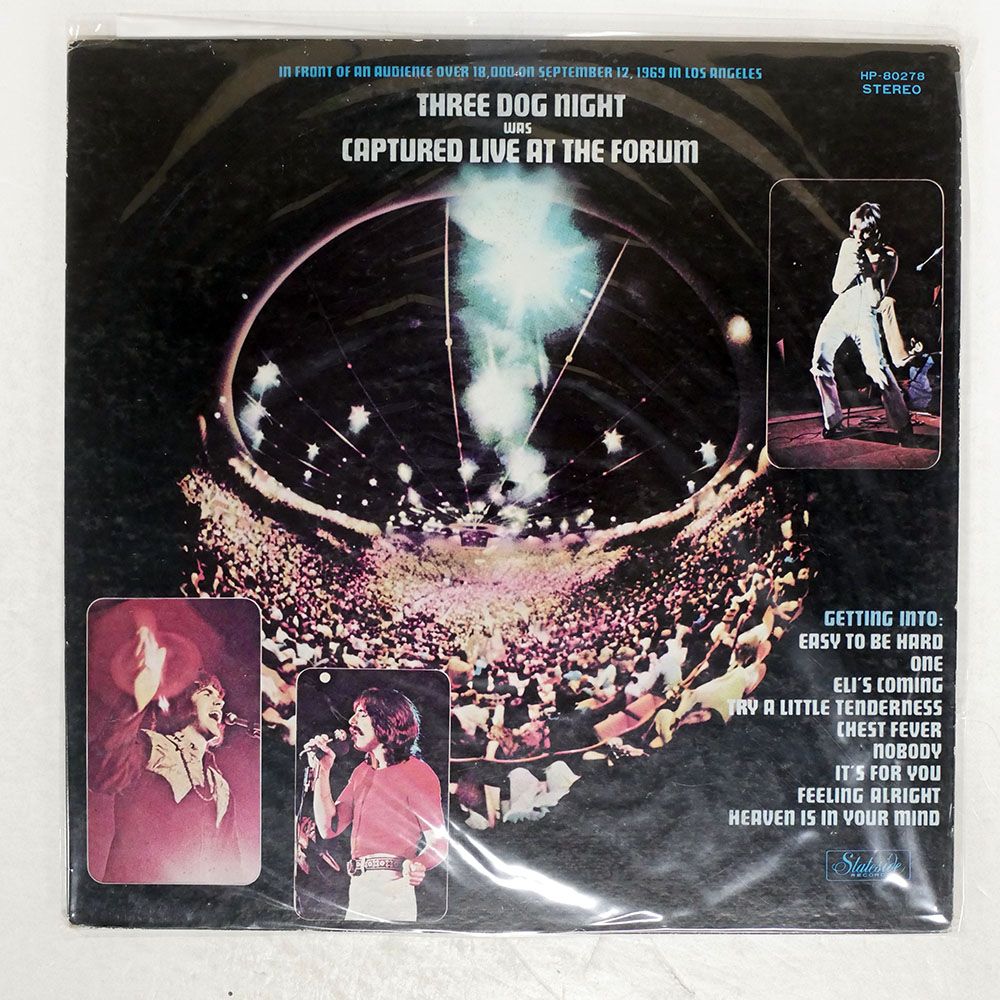 IN FRONT OF AN AUDIENCE OVER 18,000 ON SEPTEMBER 12, 1969 IN LOS ANGELES
HP-80278
STEREO
THREE DOG NIGHT
WAS
CAPTURED LIVE AT THE FORUM
GETTING INTO:
EASY TO BE HARD
ONE
ELI'S COMING
TRY A LITTLE TENDERNESS
CHEST FEVER
NOBODY
IT'S FOR YOU
FEELING ALRIGHT
HEAVEN IS IN YOUR MIND
Stateside
RECORDS